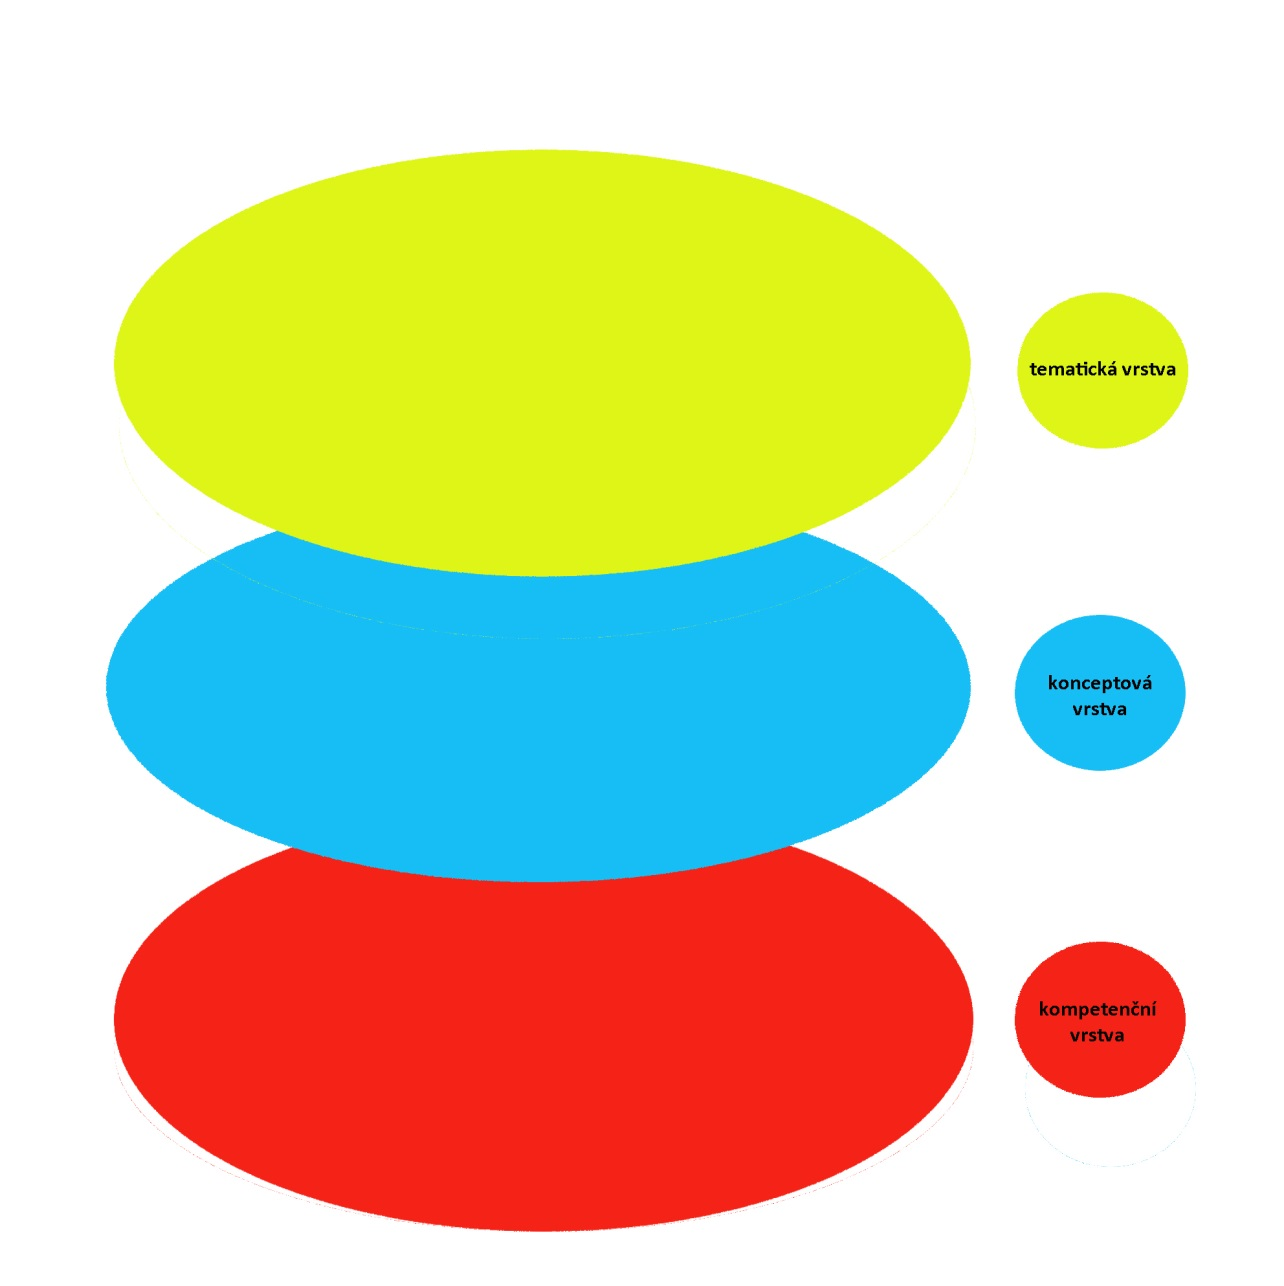 tematická vrstva
konceptová
vrstva
kompetenční
vrstva